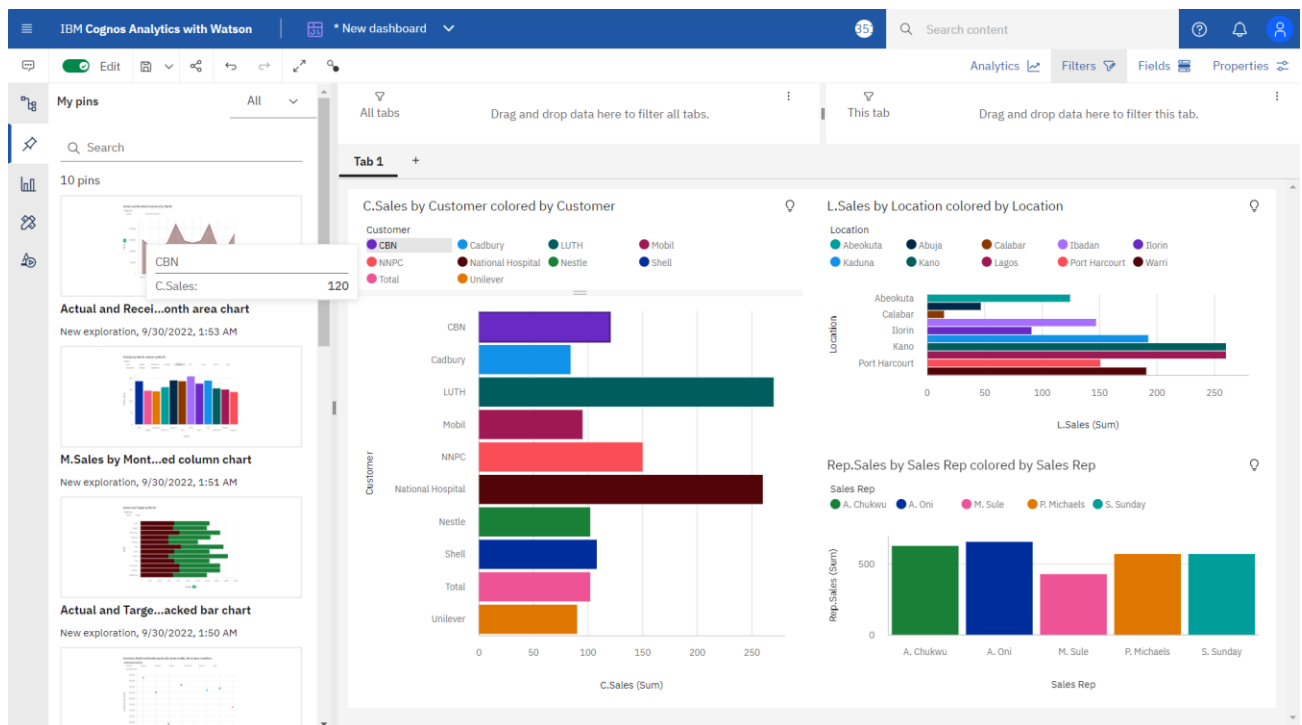 IBM Cognos Analytics with Watson
* New dashboard
Search content
Edit
Analytics
Filters
Fields
Properties
My pins
All
Search
10 pins
Actual and Recei...onth area chart
New exploration, 9/30/2022, 1:53 AM
M.Sales by Mont...ed column chart
New exploration, 9/30/2022, 1:51 AM
Actual and Targe...acked bar chart
New exploration, 9/30/2022, 1:50 AM
CBN
C.Sales: 120
All tabs
Drag and drop data here to filter all tabs.
This tab
Drag and drop data here to filter this tab.
Tab 1 +
C.Sales by Customer colored by Customer
Customer
CBN Cadbury LUTH Mobil
NNPC National Hospital Nestle Shell
Total Unilever
Customer
CBN
Cadbury
LUTH
Mobil
NNPC
National Hospital
Nestle
Shell
Total
Unilever
0 50 100 150 200 250
C.Sales (Sum)
L.Sales by Location colored by Location
Location
Abeokuta Abuja Calabar Ibadan Ilorin
Kaduna Kano Lagos Port Harcourt Warri
Location
Abeokuta
Calabar
Ilorin
Kano
Port Harcourt
0 50 100 150 200 250
L.Sales (Sum)
Rep.Sales by Sales Rep colored by Sales Rep
Sales Rep
A. Chukwu A. Oni M. Sule P. Michaels S. Sunday
Rep.Sales (Sum)
500
0
A. Chukwu A. Oni M. Sule P. Michaels S. Sunday
Sales Rep